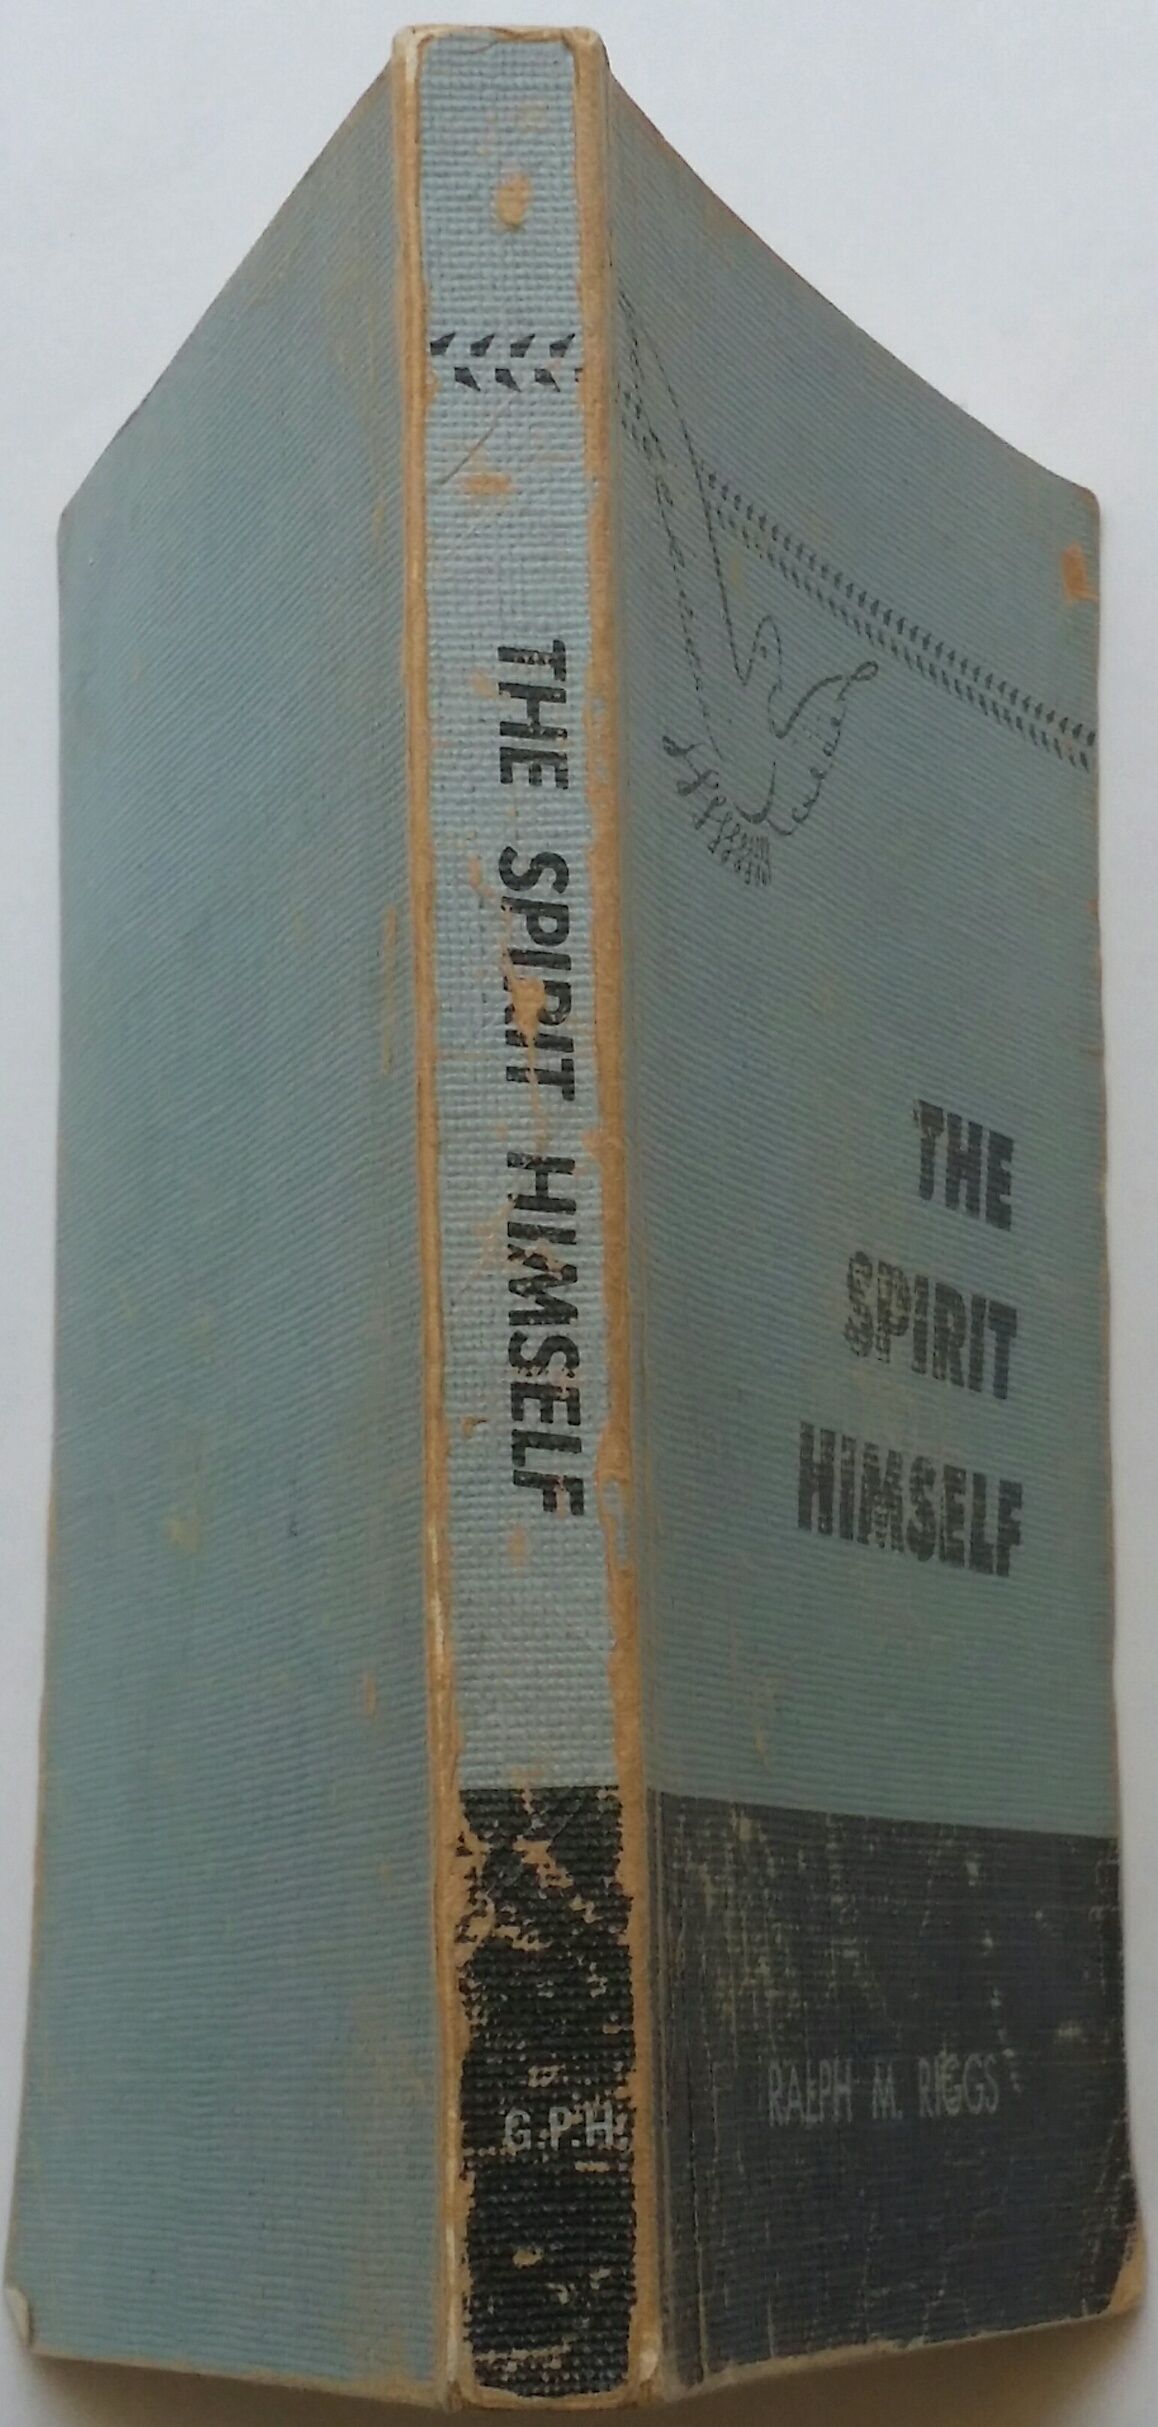 THE SPIRIT HIMSELF
G.P.H.
THE
SPIRIT
HIMSELF
RALPH M. RIGGS